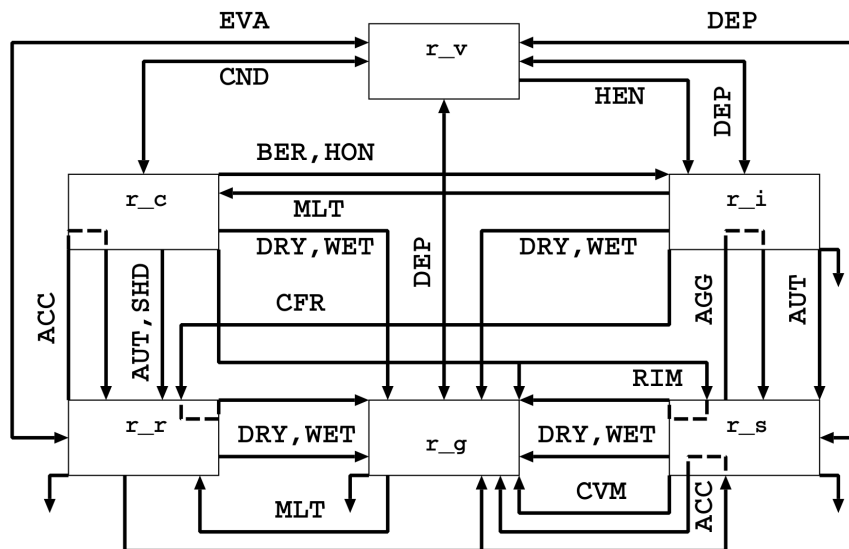 EVA
DEP
r_v
CND
HEN
DEP
BER,HON
r_c
r_i
MLT
DRY,WET
DRY,WET
DEP
ACC
AUT,SHD
CFR
AGG
AUT
RIM
r_r
r_g
r_s
DRY,WET
DRY,WET
MLT
CVM
ACC